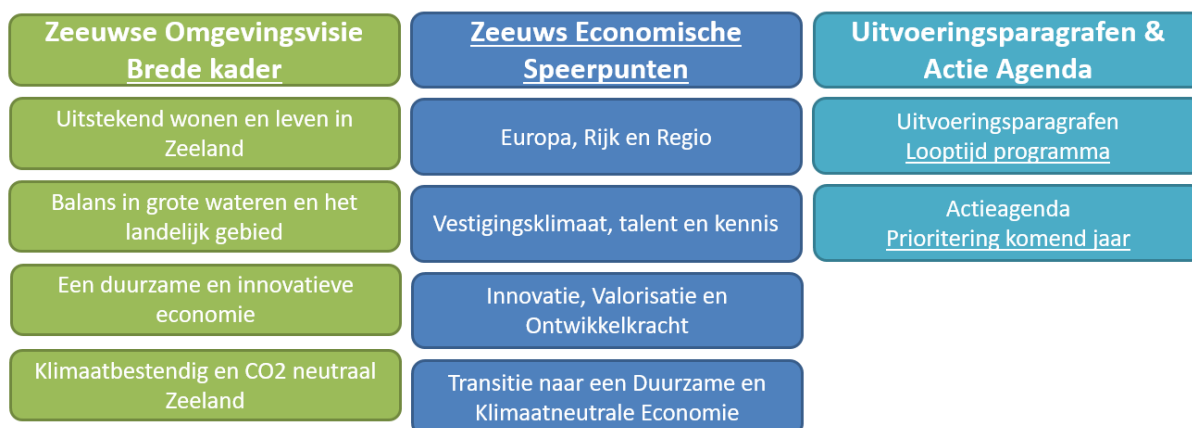 Zeeuwse Omgevingsvisie
Brede kader
Uitstekend wonen en leven in
Zeeland
Balans in grote wateren en het
landelijk gebied
Een duurzame en innovatieve
economie
Klimaatbestendig en CO2 neutraal
Zeeland
Zeeuws Economische
Speerpunten
Europa, Rijk en Regio
Vestigingsklimaat, talent en kennis
Innovatie, Valorisatie en
Ontwikkelkracht
Transitie naar een Duurzame en
Klimaatneutrale Economie
Uitvoeringsparagrafen &
Actie Agenda
Uitvoeringsparagrafen
Looptijd programma
Actieagenda
Prioritering komend jaar